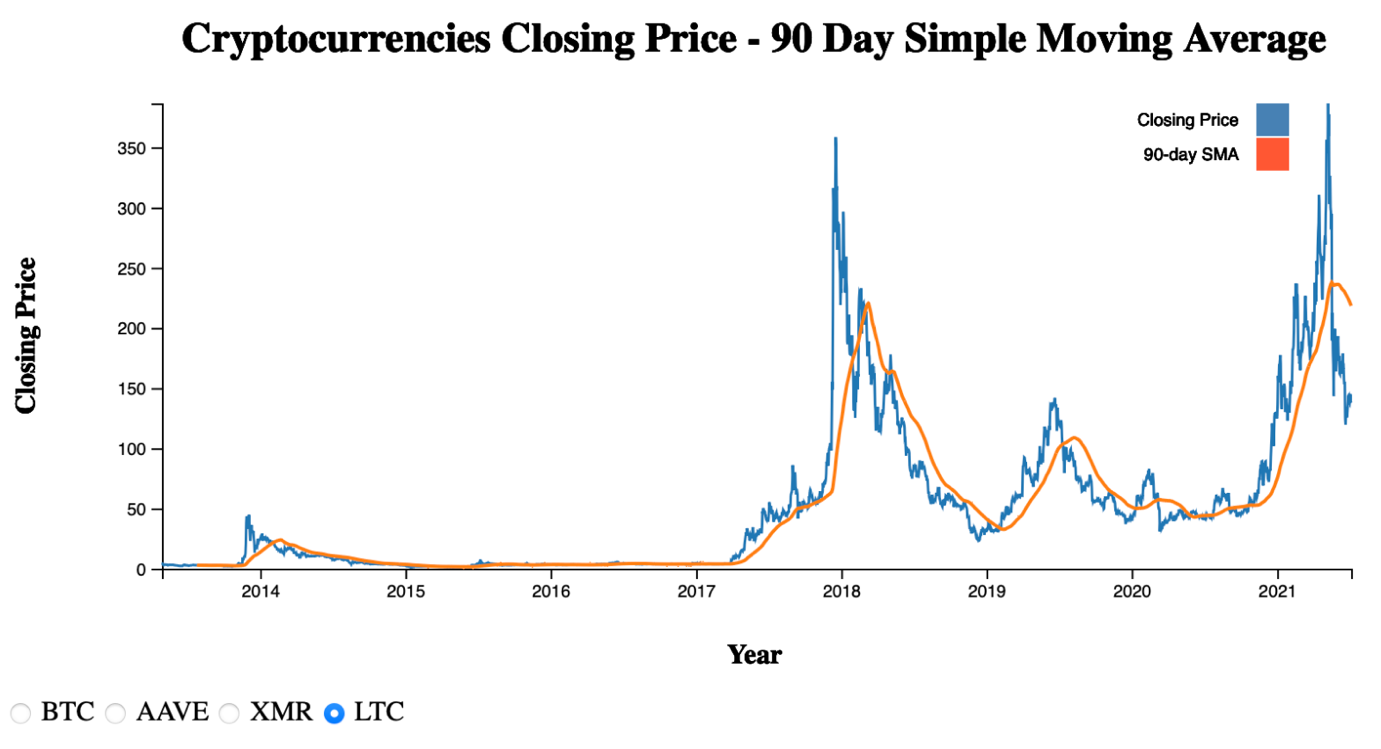 Cryptocurrencies Closing Price - 90 Day Simple Moving Average
Closing Price
90-day SMA
Closing Price
350
300
250
200
150
100
50
0
2014 2015 2016 2017 2018 2019 2020 2021
Year
BTC AAVE XMR LTC